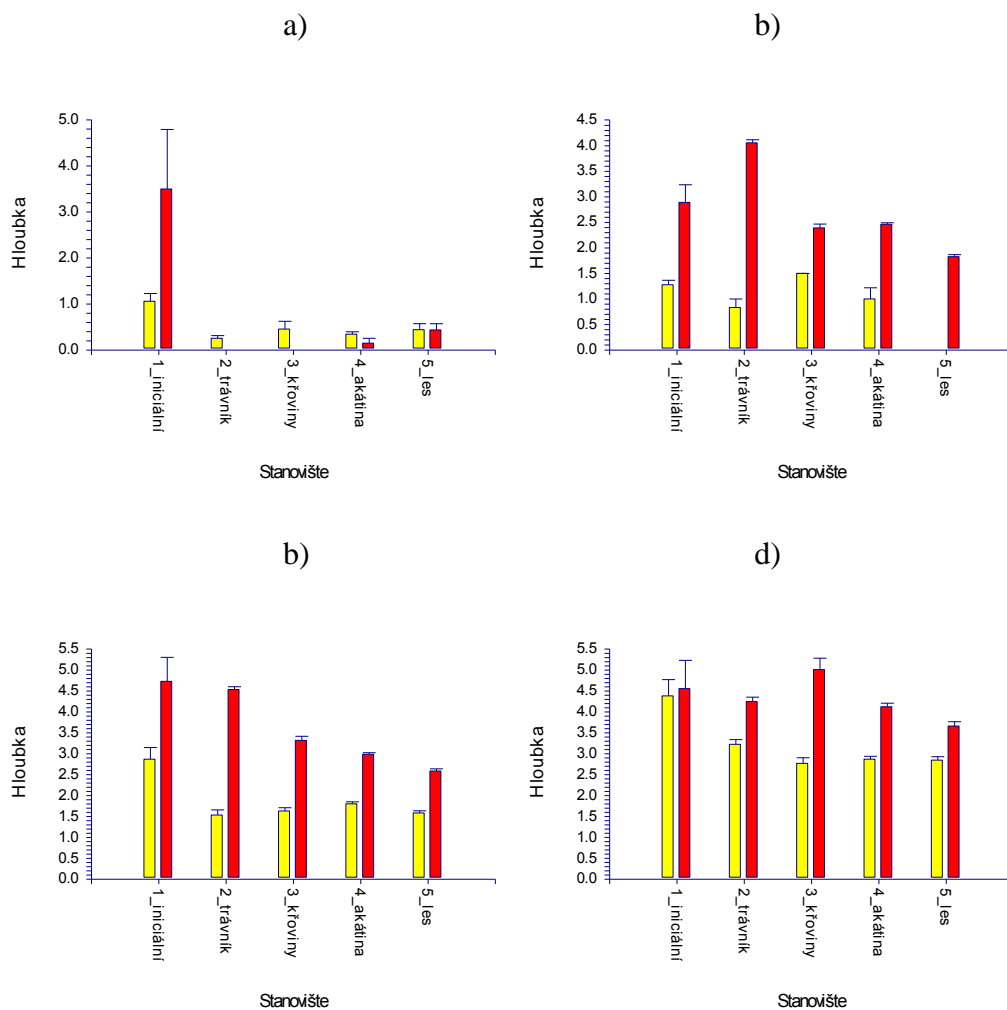 a)
5.0
4.0
3.0
2.0
1.0
0.0
Hloubka
1_iniciální
2_trávník
3_křoviny
4_akátina
5_les
Stanovište
b)
4.5
4.0
3.5
3.0
2.5
2.0
1.5
1.0
0.5
0.0
Hloubka
1_iniciální
2_trávník
3_křoviny
4_akátina
5_les
Stanovište
b)
5.5
5.0
4.5
4.0
3.5
3.0
2.5
2.0
1.5
1.0
0.5
0.0
Hloubka
1_iniciální
2_trávník
3_křoviny
4_akátina
5_les
Stanovište
d)
5.5
5.0
4.5
4.0
3.5
3.0
2.5
2.0
1.5
1.0
0.5
0.0
Hloubka
1_iniciální
2_trávník
3_křoviny
4_akátina
5_les
Stanovište